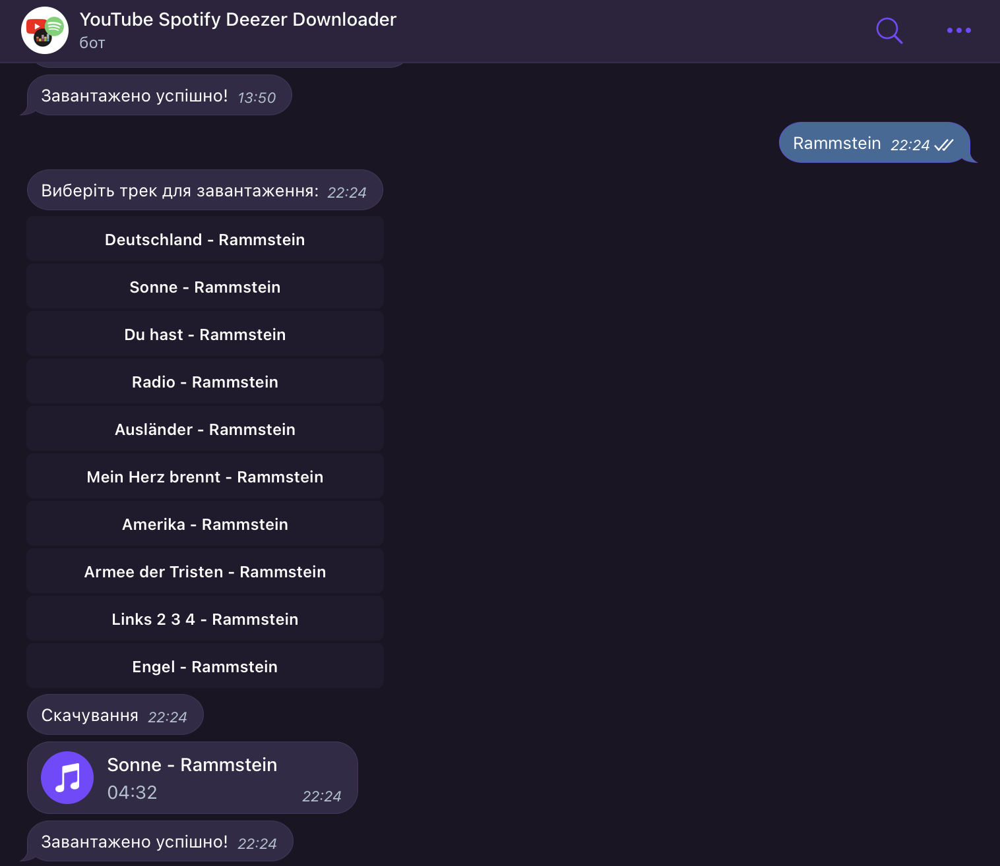 YouTube Spotify Deezer Downloader
бот
Завантажено успішно! 13:50
Rammstein 22:24
Виберіть трек для завантаження: 22:24
Deutschland - Rammstein
Sonne - Rammstein
Du hast - Rammstein
Radio - Rammstein
Ausländer - Rammstein
Mein Herz brennt - Rammstein
Amerika - Rammstein
Armee der Tristen - Rammstein
Links 2 3 4 - Rammstein
Engel - Rammstein
Скачування 22:24
Sonne - Rammstein
04:32 22:24
Завантажено успішно! 22:24